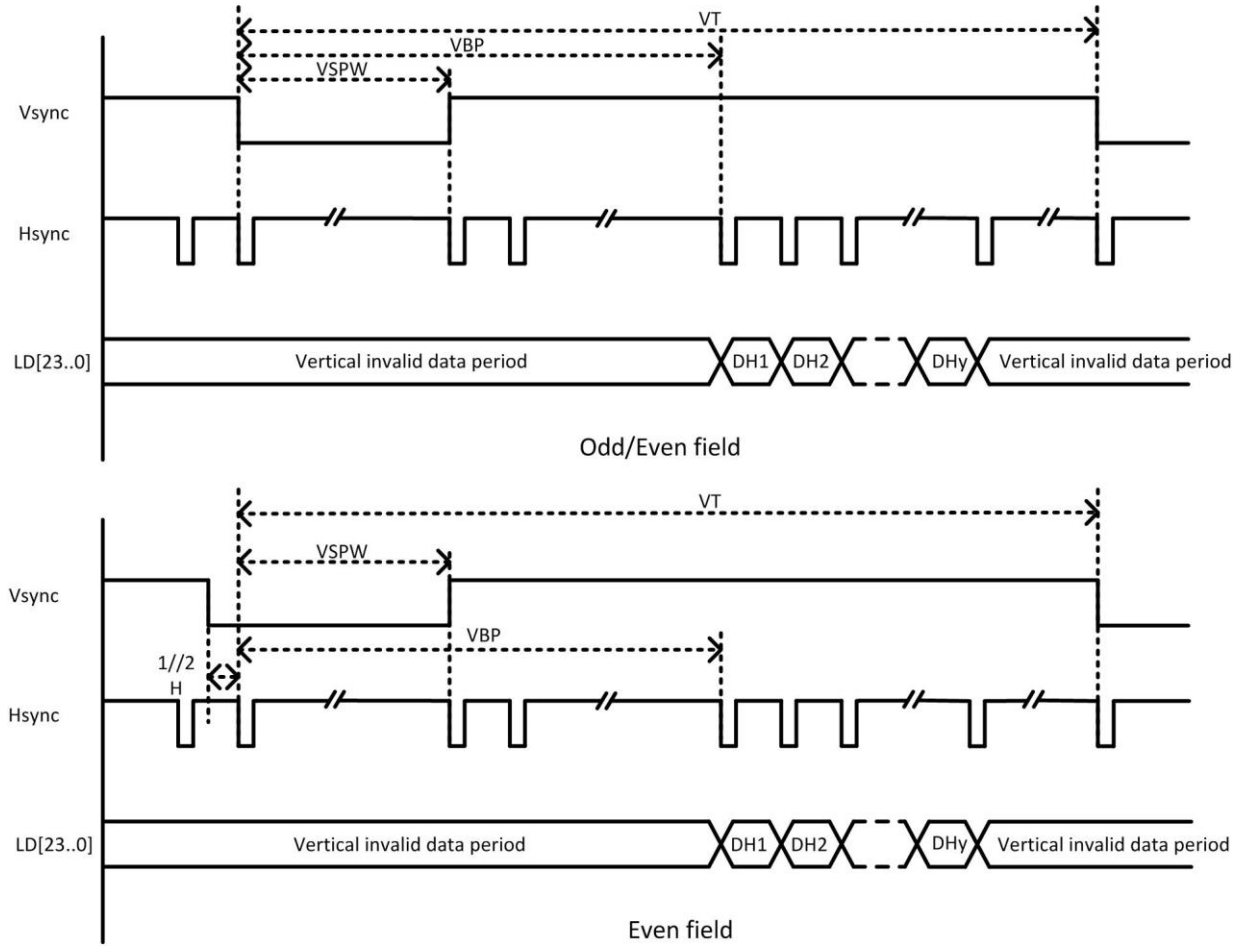 VT
VBP
VSPW
Vsync
Hsync
LD[23..0]
Vertical invalid data period
DH1
DH2
DHy
Vertical invalid data period
Odd/Even field
VT
VSPW
Vsync
VBP
1//2
H
Hsync
LD[23..0]
Vertical invalid data period
DH1
DH2
DHy
Vertical invalid data period
Even field